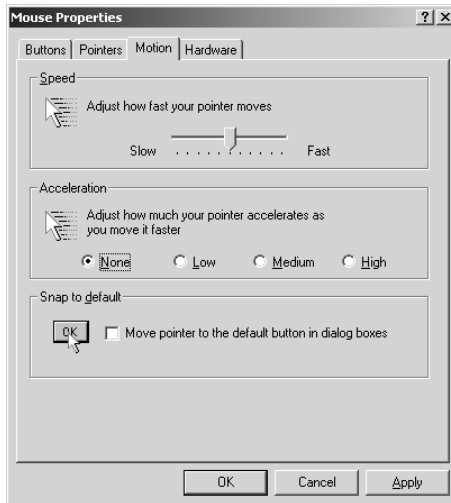 Mouse Properties
Buttons Pointers Motion Hardware
Speed
Adjust how fast your pointer moves
Slow Fast
Acceleration
Adjust how much your pointer accelerates as
you move it faster
None Low Medium High
Snap to default
OK Move pointer to the default button in dialog boxes
OK Cancel Apply